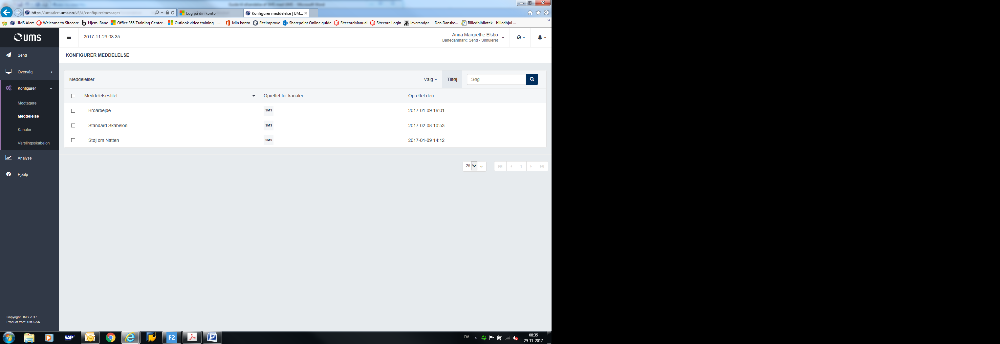 https://umsalert.ums.no/v2/#/configure/messages
Log på din konto
Konfigurer meddelelse | UM...
UMS Alert
Welcome to Sitecore
b Hjem Bane
Office 365 Training Center...
Outlook video training - ...
Min konto
Siteimprove
Sharepoint Online guide
SitecoreManual
Sitecore Login
leverandør — Den Danske...
Billedbibliotek - billedhjul ...
UMS
2017-11-29 08:35
Anna Margrethe Elsbo
Banedanmark: Send - Simuleret
Send
Overvåg
Konfigurer
Modtagere
Meddelelse
Kanaler
Varslingsskabelon
Analyse
Hjælp
KONFIGURER MEDDELELSE
Meddelelser
Valg
Tilføj
Søg
Meddelelsestitel
Oprettet for kanaler
Oprettet den
Broarbejde
SMS
2017-01-09 16:01
Standard Skabelon
SMS
2017-02-08 10:53
Støj om Natten
SMS
2017-01-09 14:12
25
1
Copyright UMS 2017
Product from: UMS AS
SAP
F2
DA
08:35
29-11-2017